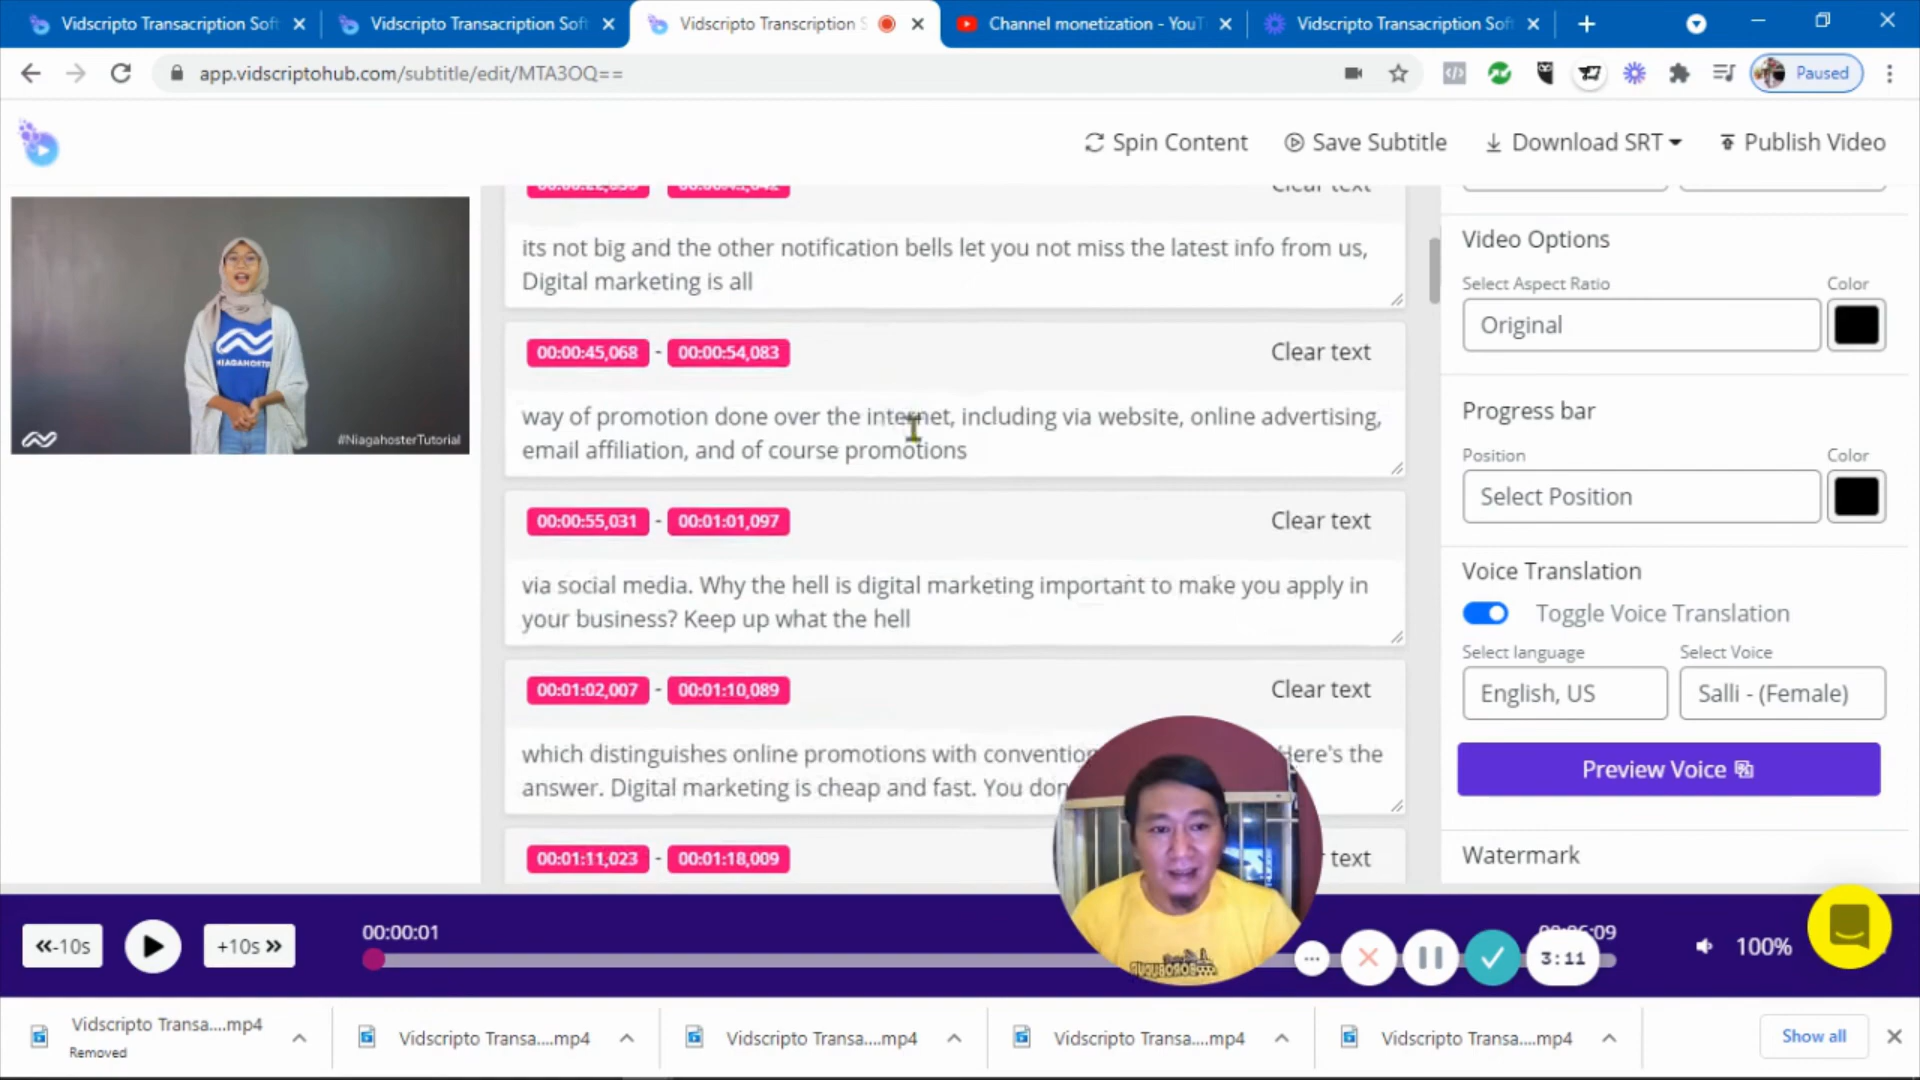 Vidscripto Transacription Soft
Vidscripto Transacription Soft
Vidscripto Transcription S
Channel monetization - YouT
Vidscripto Transacription Soft
app.vidscriptohub.com/subtitle/edit/MTA3OQ==
Paused
Spin Content
Save Subtitle
Download SRT
Publish Video
NIAGAHOSTER
#NiagahosterTutorial
Clear text
its not big and the other notification bells let you not miss the latest info from us,
Digital marketing is all
00:00:45,068 - 00:00:54,083
Clear text
way of promotion done over the internet, including via website, online advertising,
email affiliation, and of course promotions
00:00:55,031 - 00:01:01,097
Clear text
via social media. Why the hell is digital marketing important to make you apply in
your business? Keep up what the hell
00:01:02,007 - 00:01:10,089
Clear text
which distinguishes online promotions with Here's the
answer. Digital marketing is cheap and fast. You
00:01:11,023 - 00:01:18,009
text
Video Options
Select Aspect Ratio
Color
Original
Progress bar
Position
Color
Select Position
Voice Translation
Toggle Voice Translation
Select language
Select Voice
English, US
Salli - (Female)
Preview Voice
Watermark
-10s
+10s
00:00:01
3:11
100%
Vidscripto Transa....mp4
Removed
Vidscripto Transa....mp4
Vidscripto Transa....mp4
Vidscripto Transa....mp4
Vidscripto Transa....mp4
Show all